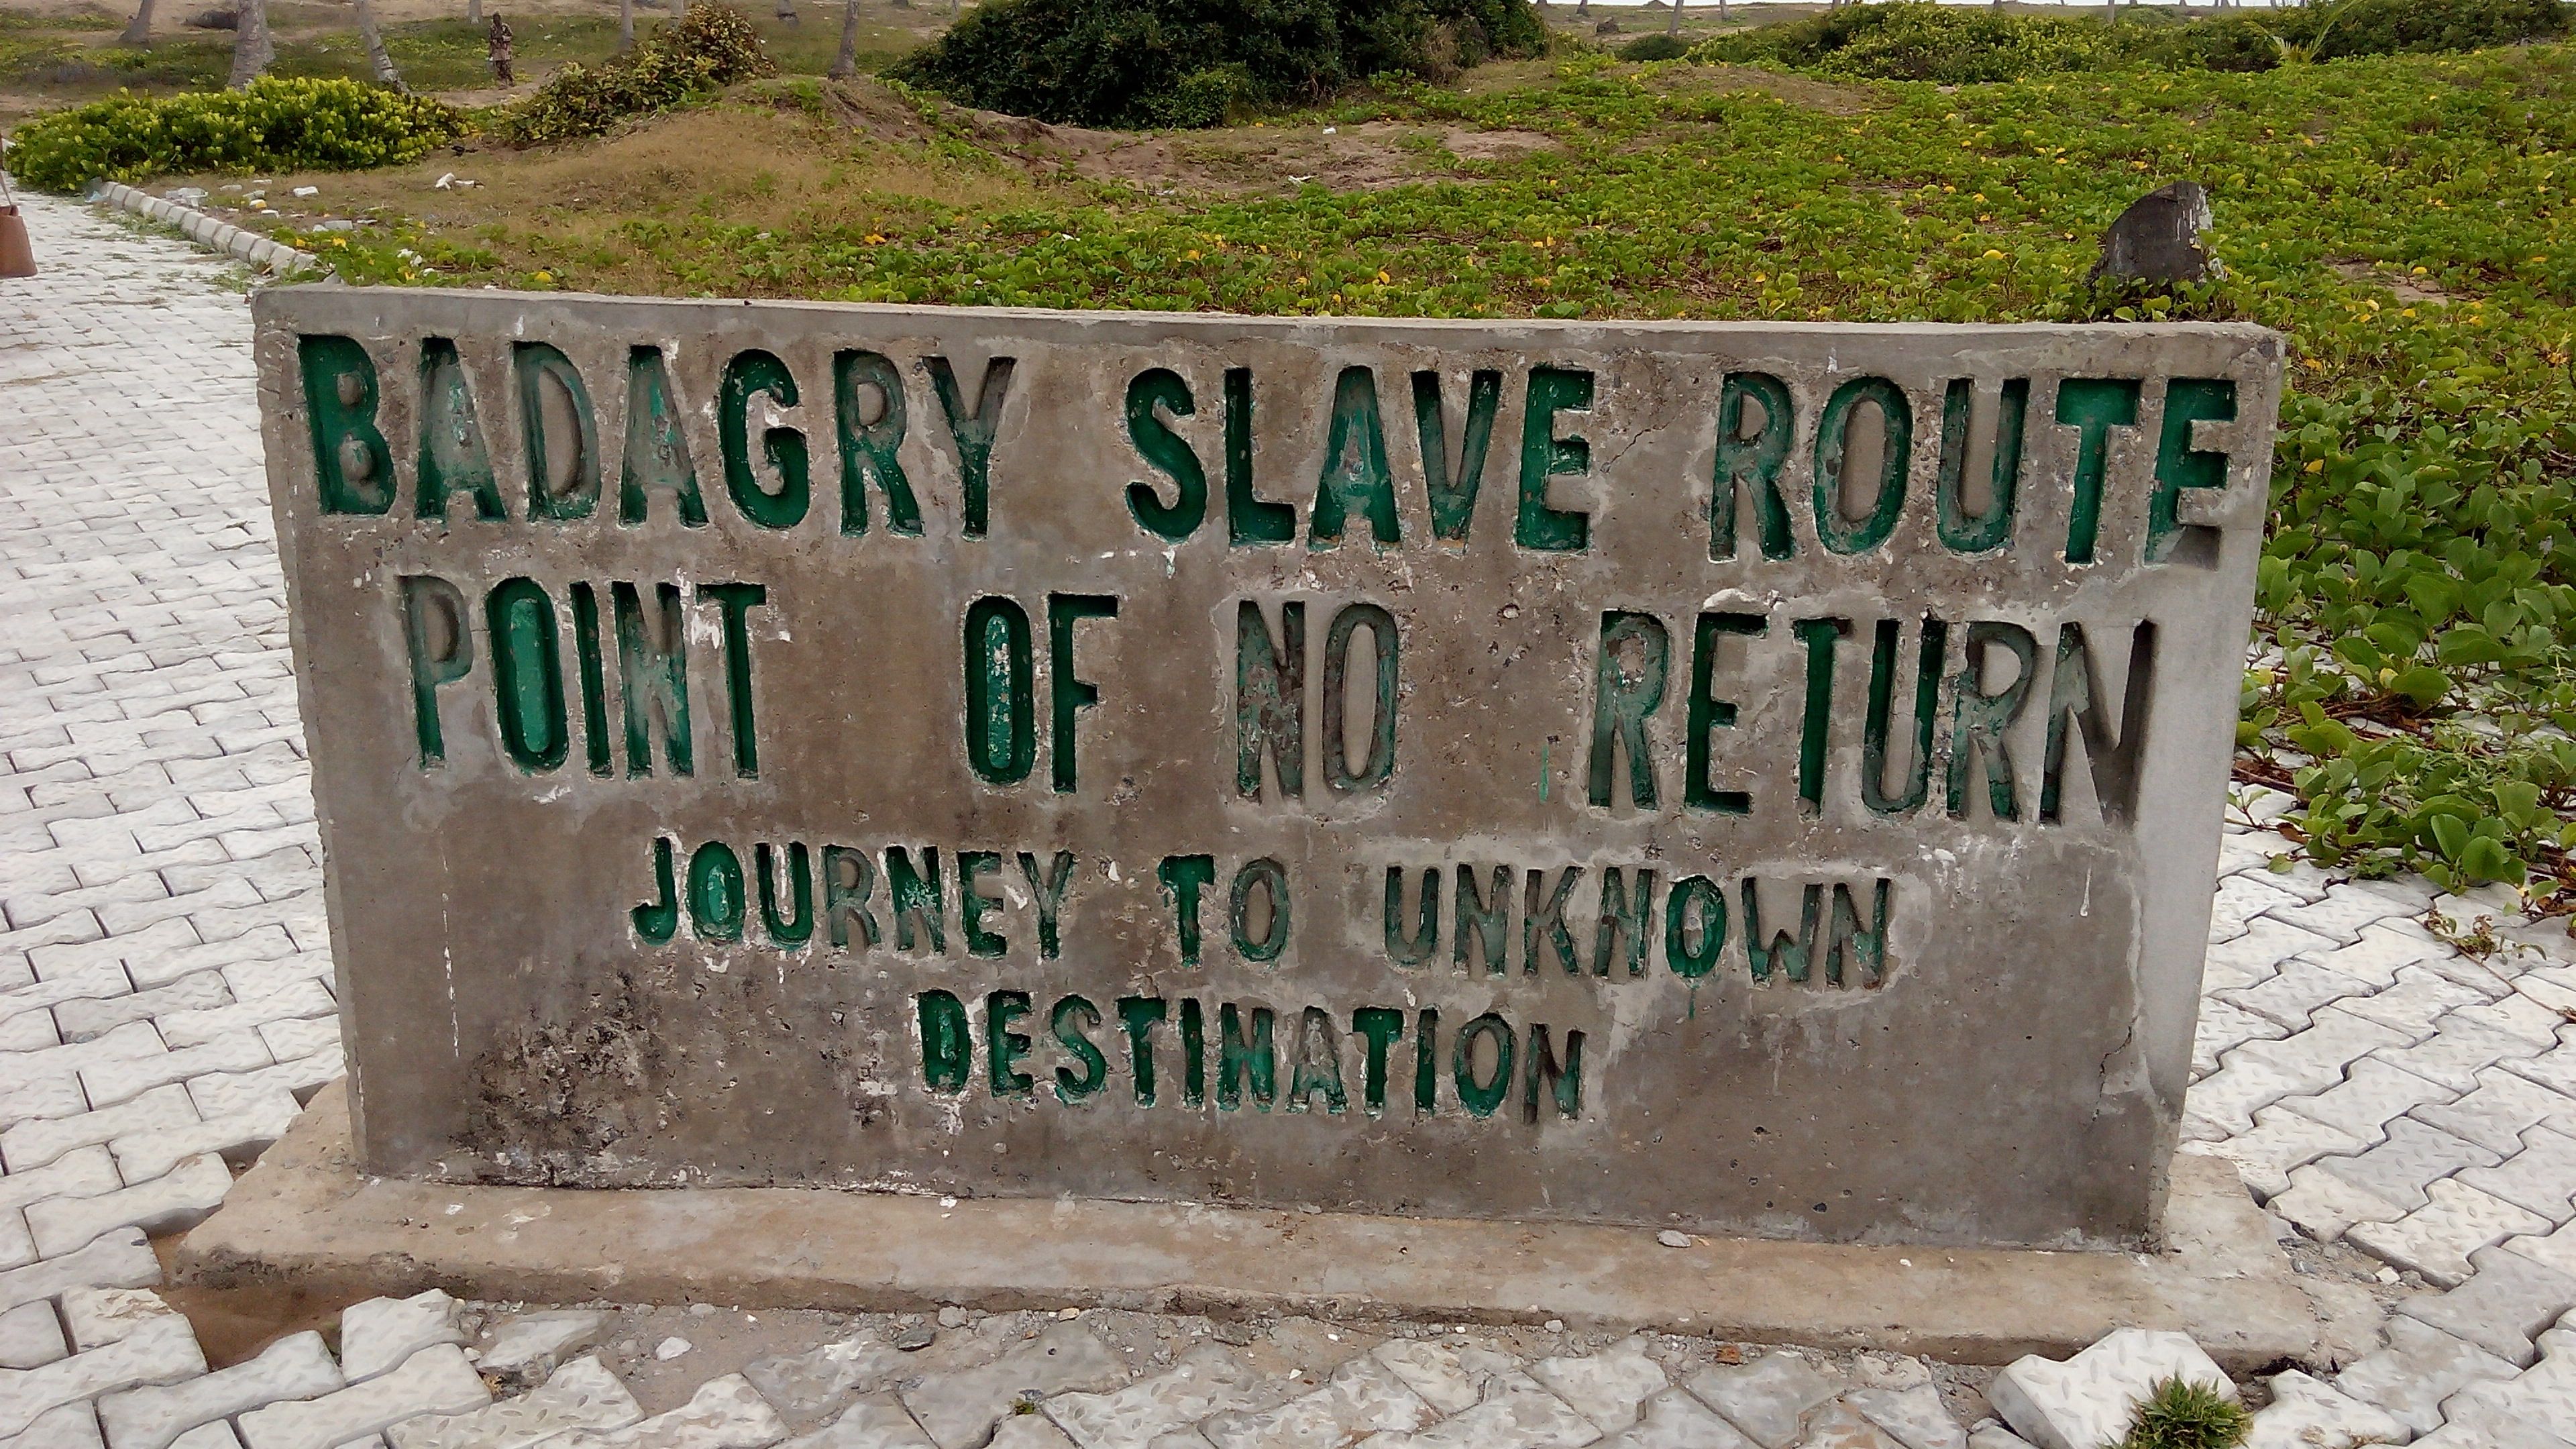 BADAGRY SLAVE ROUTE
POINT OF NO RETURN
JOURNEY TO UNKNOWN
DESTINATION